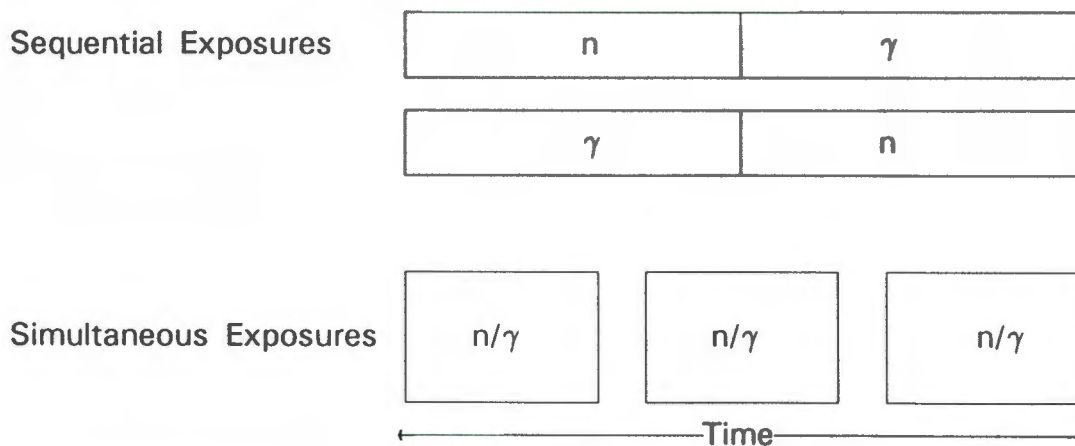 Sequential Exposures n γ
γ n
Simultaneous Exposures n/γ n/γ n/γ
Time